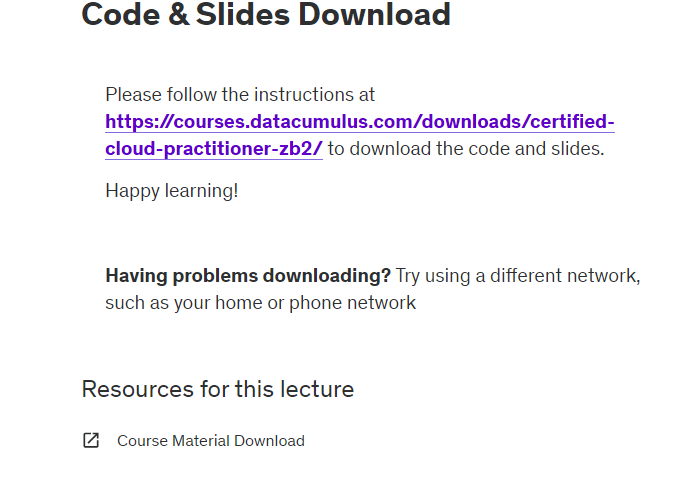 Code & Slides Download
Please follow the instructions at
https://courses.datacumulus.com/downloads/certified-
cloud-practitioner-zb2/ to download the code and slides.
Happy learning!
Having problems downloading? Try using a different network,
such as your home or phone network
Resources for this lecture
Course Material Download